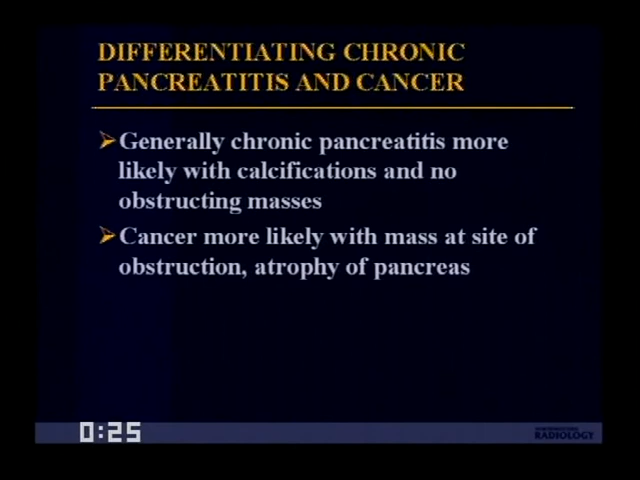 DIFFERENTIATING CHRONIC
PANCREATITIS AND CANCER
➢Generally chronic pancreatitis more
likely with calcifications and no
obstructing masses
➢Cancer more likely with mass at site of
obstruction, atrophy of pancreas
0:25
RADIOLOGY